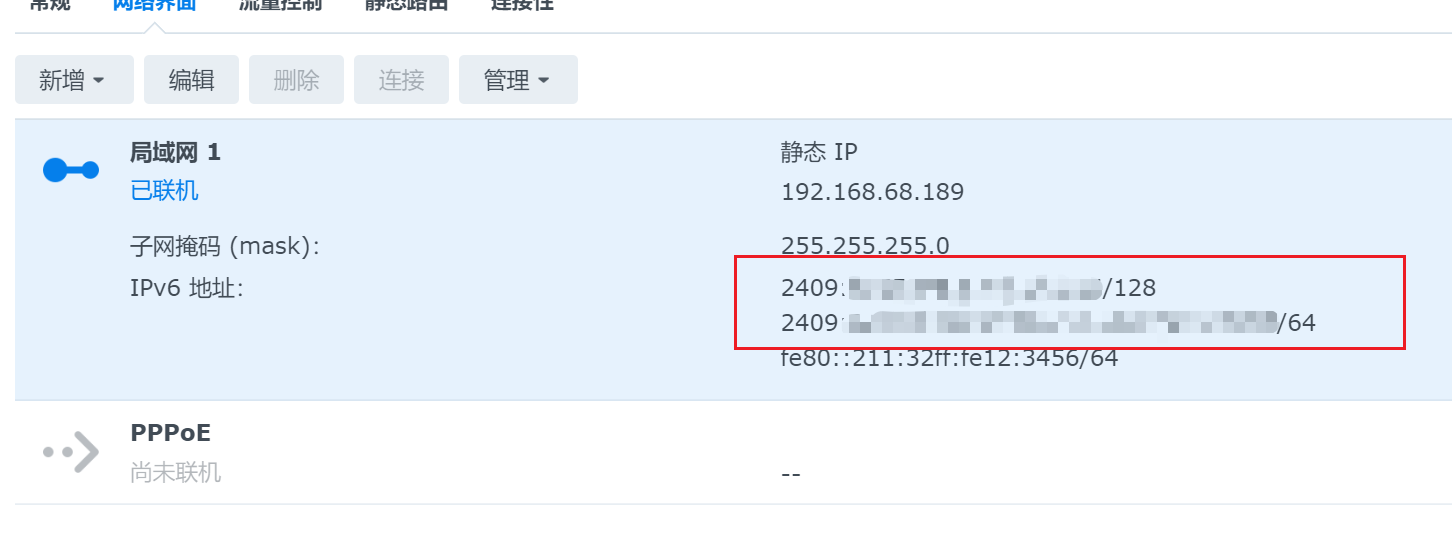 常规 网络界面 流量控制 静态路由 连接性
新增 编辑 删除 连接 管理
局域网 1 静态 IP
已联机 192.168.68.189
子网掩码 (mask): 255.255.255.0
IPv6 地址: 2409: /128
2409: /64
fe80::211:32ff:fe12:3456/64
PPPoE
尚未联机 --